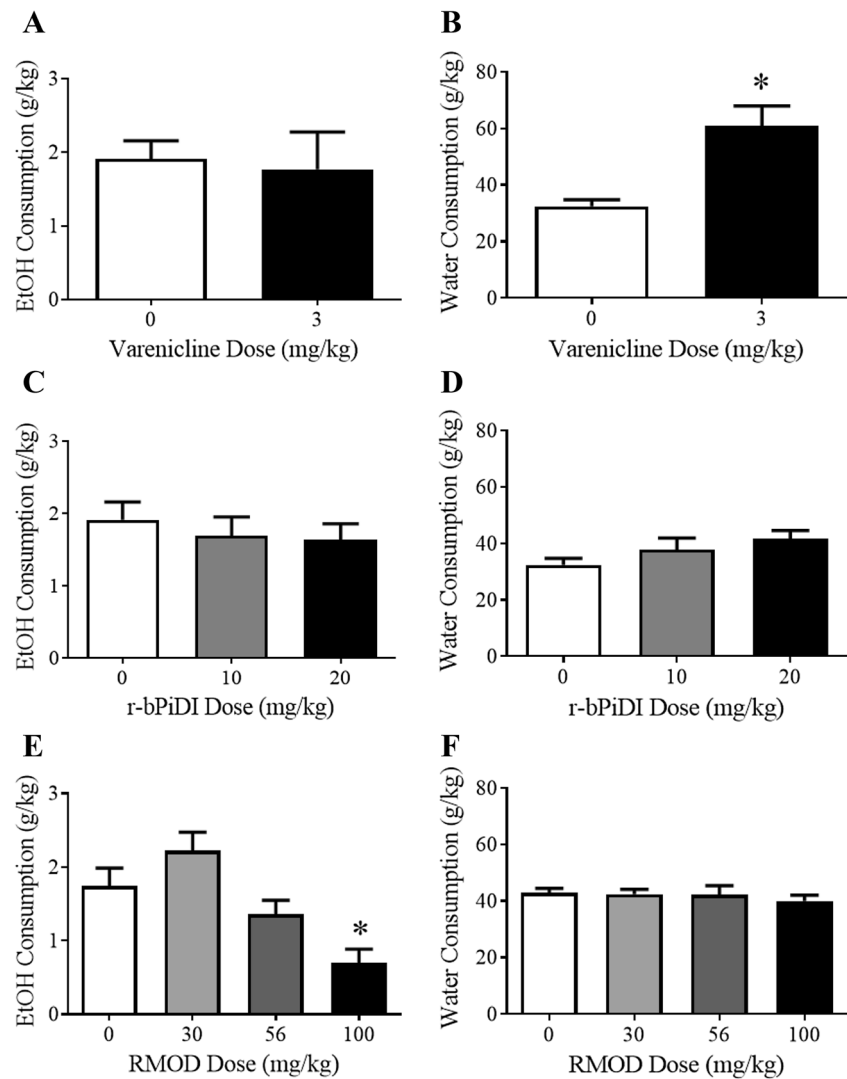 A
EtOH Consumption (g/kg)
3
2
1
0
0 3
Varenicline Dose (mg/kg)
B
Water Consumption (g/kg)
80
60
40
20
0
*
0 3
Varenicline Dose (mg/kg)
C
EtOH Consumption (g/kg)
3
2
1
0
0 10 20
r-bPiDI Dose (mg/kg)
D
Water Consumption (g/kg)
80
60
40
20
0
0 10 20
r-bPiDI Dose (mg/kg)
E
EtOH Consumption (g/kg)
3
2
1
0
*
0 30 56 100
RMOD Dose (mg/kg)
F
Water Consumption (g/kg)
80
60
40
20
0
0 30 56 100
RMOD Dose (mg/kg)